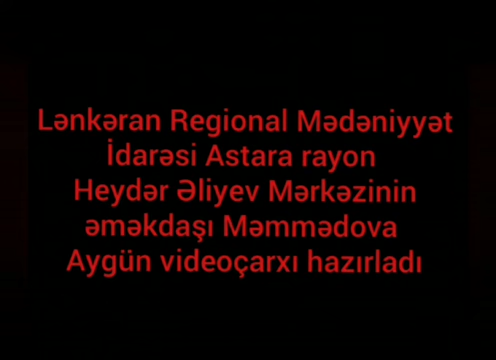 Lənkəran Regional Mədəniyyət
İdarəsi Astara rayon
Heydər Əliyev Mərkəzinin
əməkdaşı Məmmədova
Aygün videoçarxı hazırladı